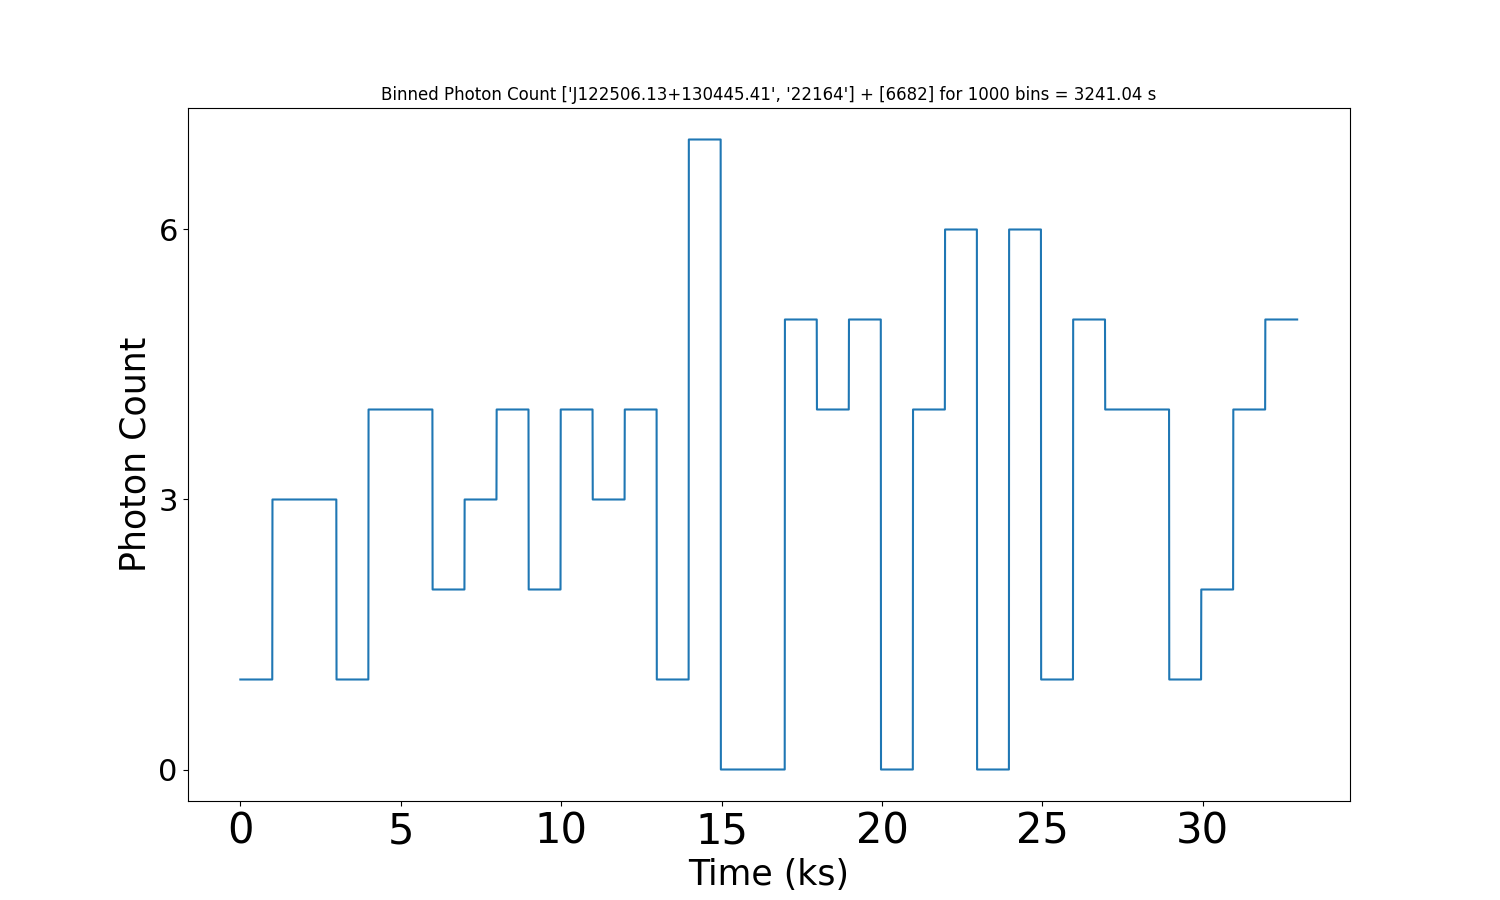 Binned Photon Count ['J122506.13+130445.41', '22164'] + [6682] for 1000 bins = 3241.04 s
6
3
0
Photon Count
0 5 10 15 20 25 30
Time (ks)